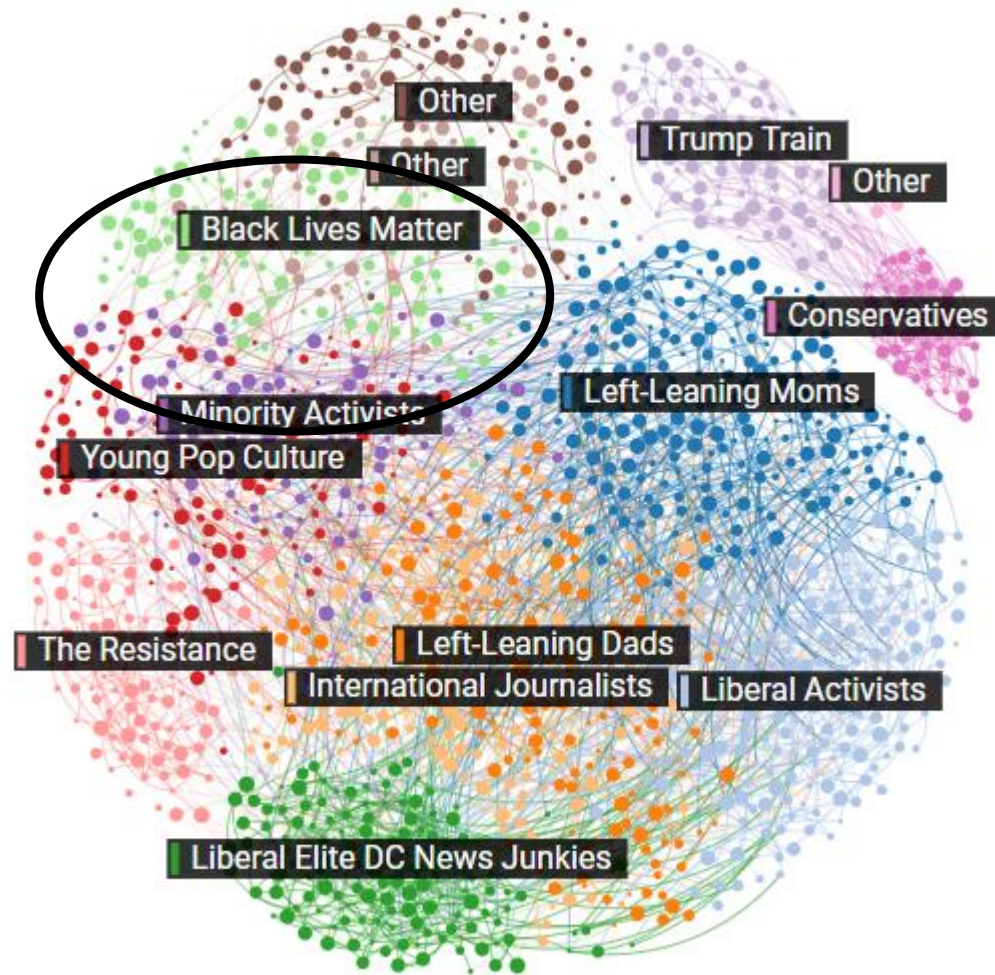 Other
Trump Train
Other
Other
Black Lives Matter
Conservatives
Left-Leaning Moms
Minority Activists
Young Pop Culture
The Resistance
Left-Leaning Dads
International Journalists
Liberal Activists
Liberal Elite DC News Junkies